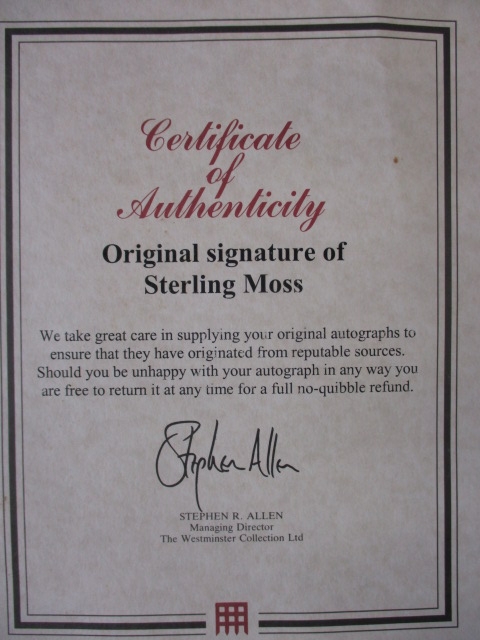 Certificate
of
Authenticity
Original signature of
Sterling Moss
We take great care in supplying your original autographs to
ensure that they have originated from reputable sources.
Should you be unhappy with your autograph in any way you
are free to return it at any time for a full no-quibble refund.
Stephen Allen
STEPHEN R. ALLEN
Managing Director
The Westminster Collection Ltd